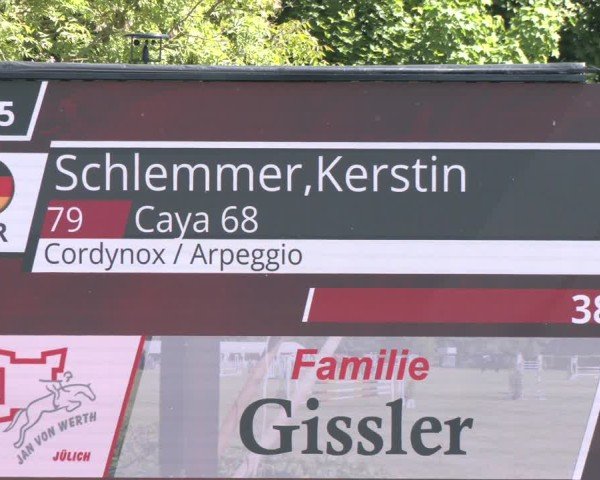 5
Schlemmer,Kerstin
R
79 Caya 68
Cordynox / Arpeggio
38
Familie
Gissler
JAN VON WERTH
JÜLICH